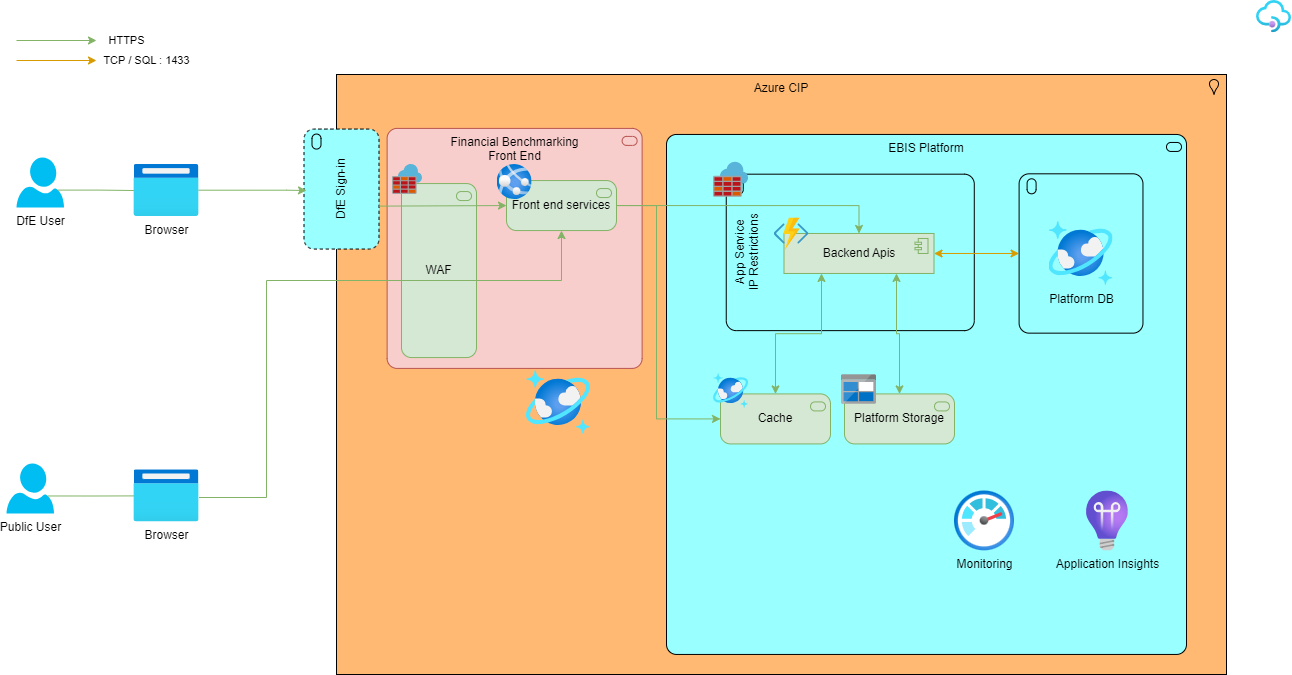 HTTPS
TCP / SQL : 1433
Azure CIP
Financial Benchmarking
Front End
EBIS Platform
DfE Sign-in
Front end services
App Service
IP Restrictions
Backend Apis
DfE User
Browser
WAF
Platform DB
Cache
Platform Storage
Public User
Browser
Monitoring
Application Insights